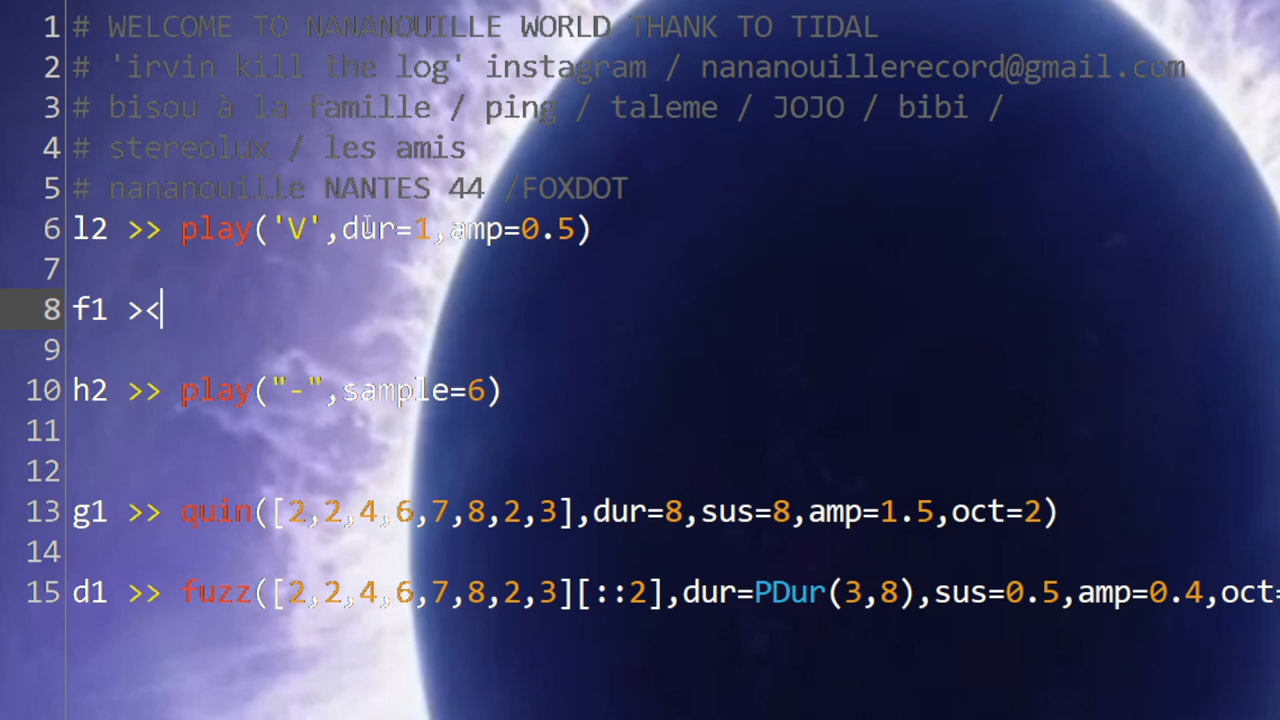 1 # WELCOME TO NANANOUILLE WORLD THANK TO TIDAL
2 # 'irvin kill the log' instagram / nananouillerecord@gmail.com
3 # bisou à la famille / ping / taleme / JOJO / bibi /
4 # stereolux / les amis
5 # nananouille NANTES 44 /FOXDOT
6 l2 >> play('V',dur=1,amp=0.5)
7
8 f1 ><
9
10 h2 >> play("-",sample=6)
11
12
13 g1 >> quin([2,2,4,6,7,8,2,3],dur=8,sus=8,amp=1.5,oct=2)
14
15 d1 >> fuzz([2,2,4,6,7,8,2,3][::2],dur=PDur(3,8),sus=0.5,amp=0.4,oct=